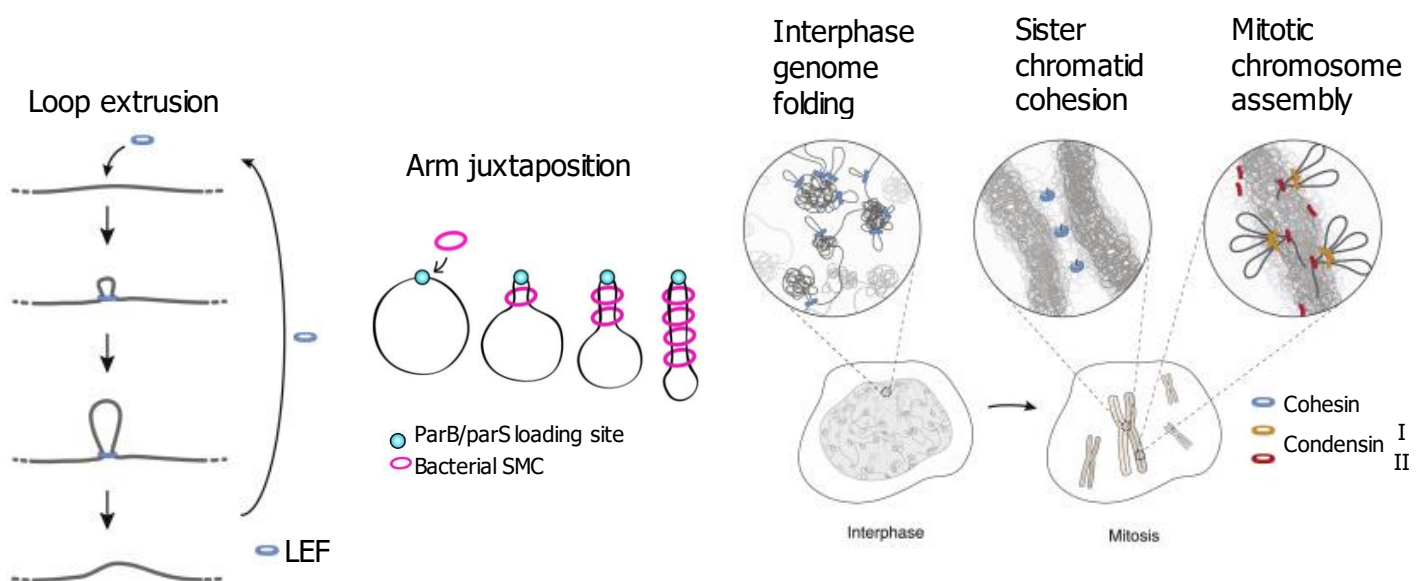 Loop extrusion
LEF
Arm juxtaposition
ParB/parS loading site
Bacterial SMC
Interphase
genome
folding
Sister
chromatid
cohesion
Mitotic
chromosome
assembly
Interphase
Mitosis
Cohesin
Condensin I
II